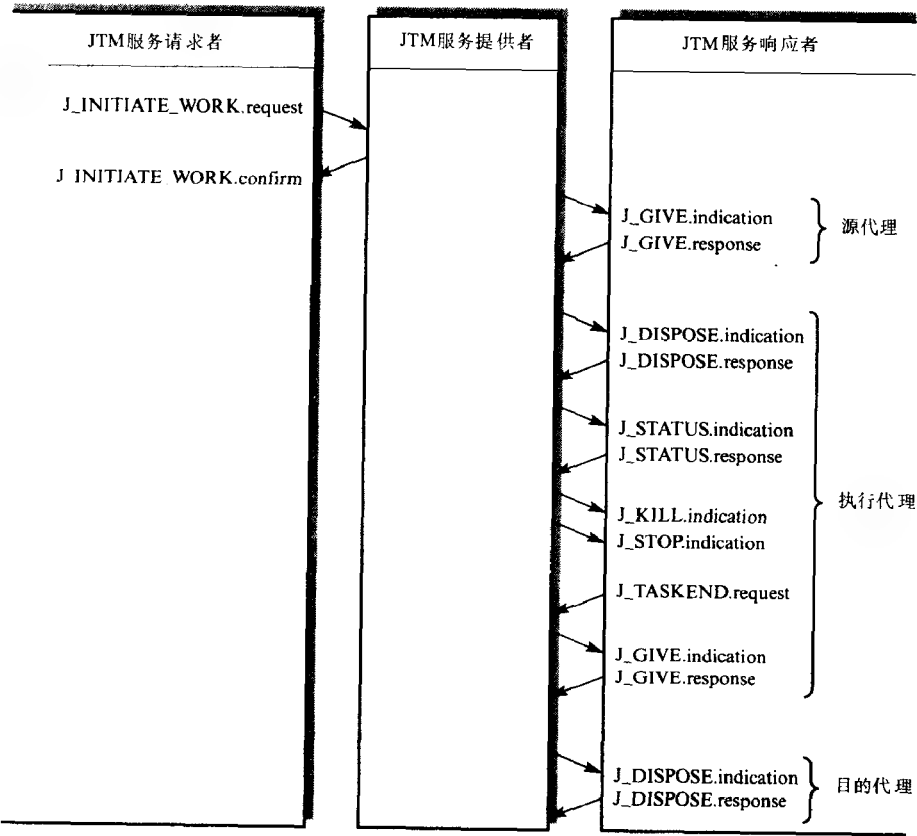 JTM服务请求者
JTM服务提供者
JTM服务响应者
J_INITIATE_WORK.request
J INITIATE WORK.confirm
J_GIVE.indication
J_GIVE.response
源代理
J_DISPOSE.indication
J_DISPOSE.response
J_STATUS.indication
J_STATUS.response
J_KILL.indication
J_STOP.indication
J_TASKEND.request
J_GIVE.indication
J_GIVE.response
执行代理
J_DISPOSE.indication
J_DISPOSE.response
目的代理